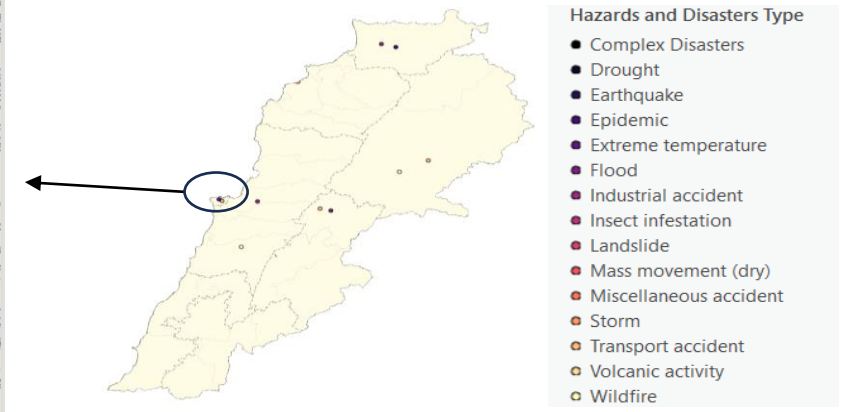 Hazards and Disasters Type
Complex Disasters
Drought
Earthquake
Epidemic
Extreme temperature
Flood
Industrial accident
Insect infestation
Landslide
Mass movement (dry)
Miscellaneous accident
Storm
Transport accident
Volcanic activity
Wildfire